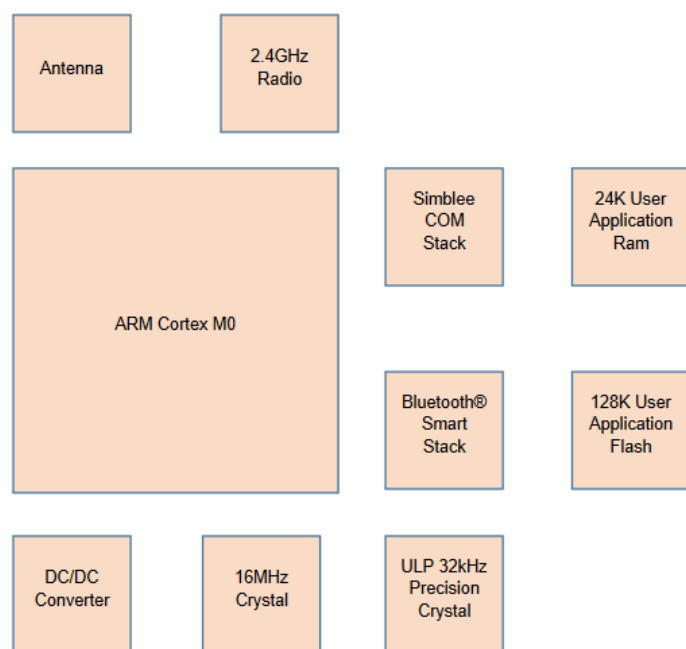 Antenna
2.4GHz
Radio
ARM Cortex M0
Simblee
COM
Stack
24K User
Application
Ram
Bluetooth®
Smart
Stack
128K User
Application
Flash
DC/DC
Converter
16MHz
Crystal
ULP 32kHz
Precision
Crystal